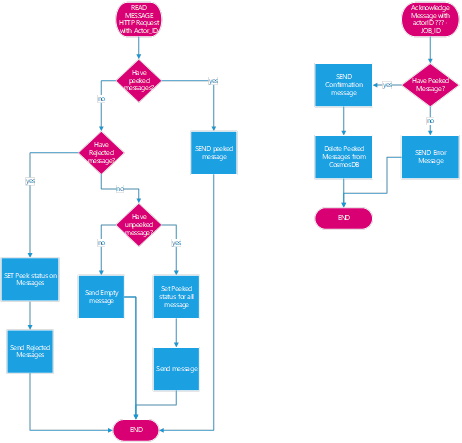 READ
MESSAGE
HTTP Request
with Actor_ID
Acknowledge
Message with
actorID ???
JOB_ID
Have
peeked
messages?
yes
no
SEND
Confirmation
message
yes
Have Peeked
Message?
no
SEND peeked
message
Have
Rejected
message?
Delete Peeked
Messages from
CosmosDB
SEND Error
Message
yes
no
Have
unpeeked
message?
END
no
yes
SET Peek status on
Messages
Send Empty
message
Set Peeked
status for all
message
Send Rejected
Messages
Send message
END